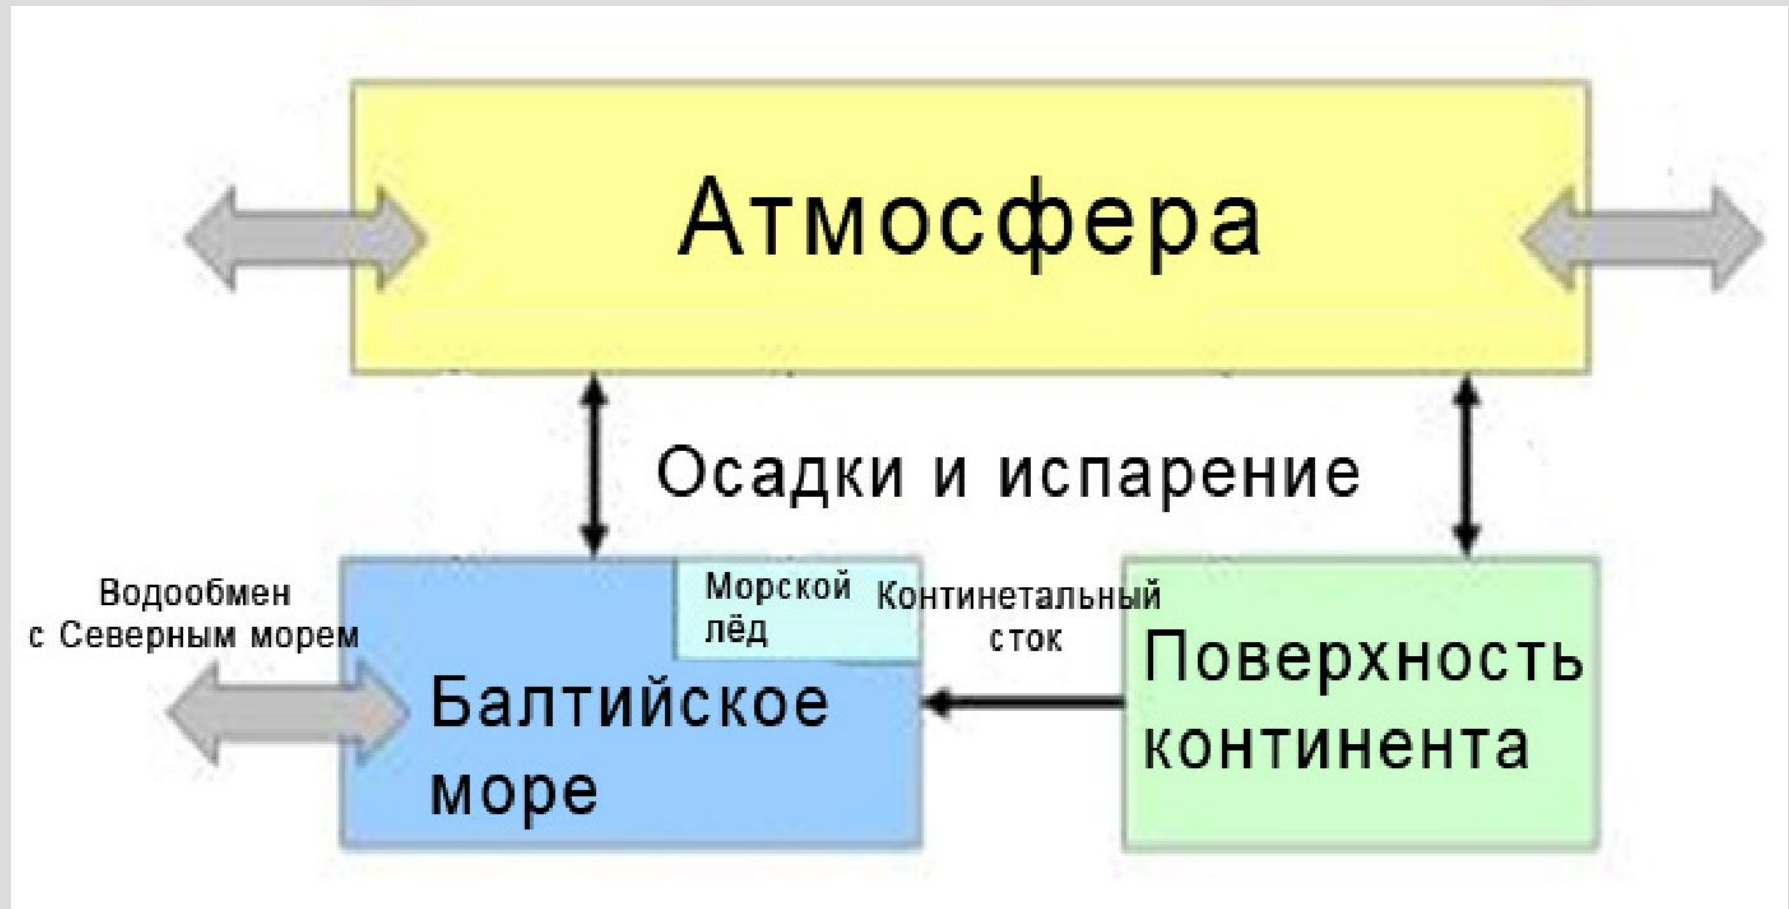 Атмосфера
Осадки и испарение
Водообмен
с Северным морем
Морской
лёд
Континетальный
сток
Балтийское
море
Поверхность
континента